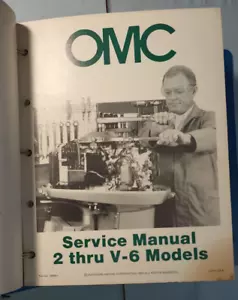 OMC
Service Manual
2 thru V-6 Models